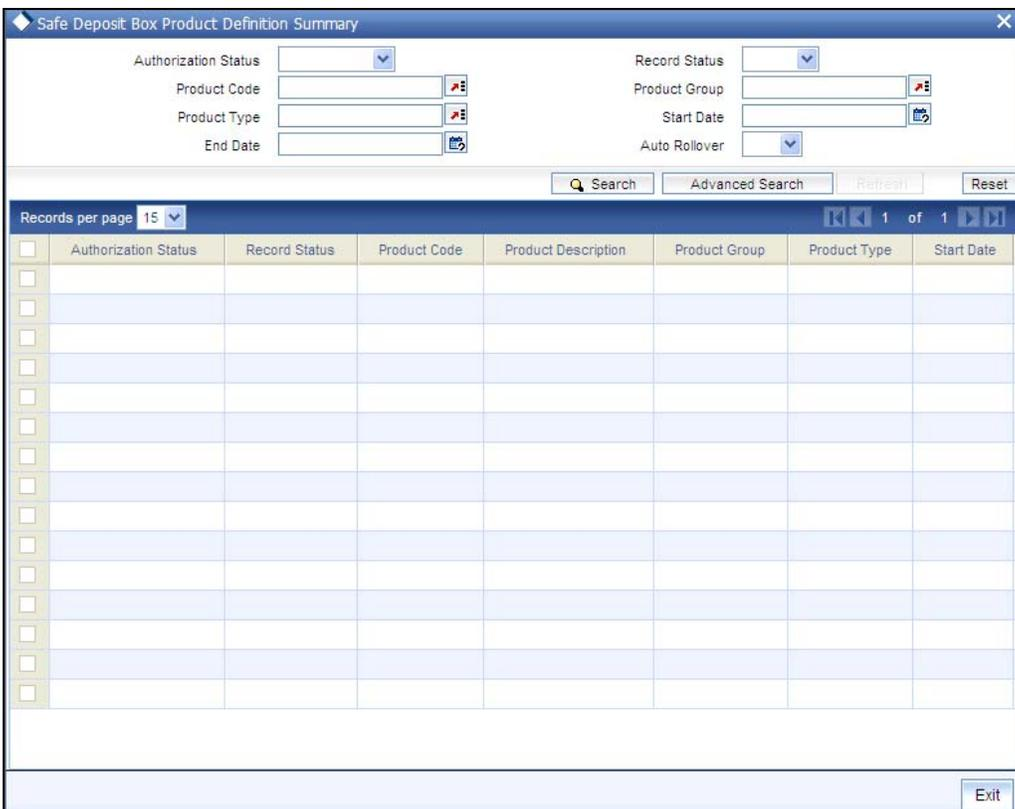 Safe Deposit Box Product Definition Summary
Authorization Status
Record Status
Product Code
Product Group
Product Type
Start Date
End Date
Auto Rollover
Search Advanced Search Refresh Reset
Records per page 15 1 of 1
Authorization Status Record Status Product Code Product Description Product Group Product Type Start Date
Exit